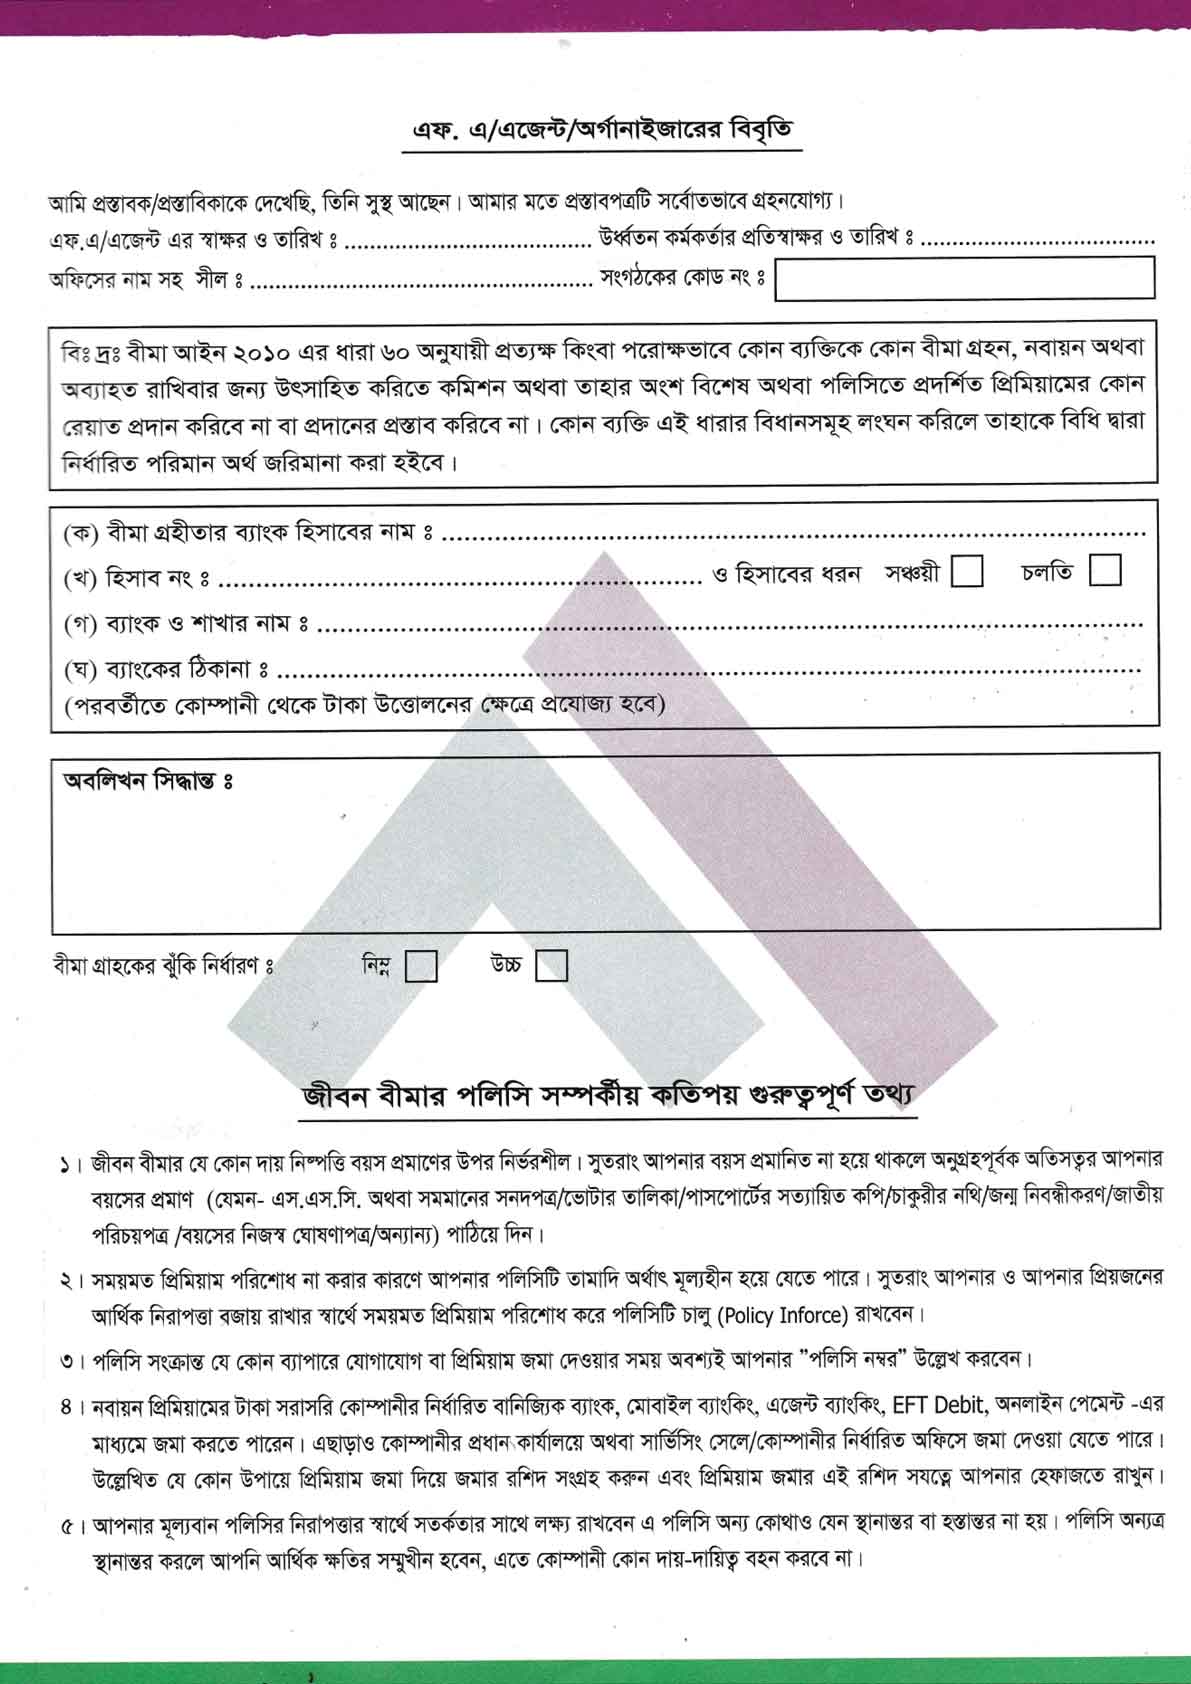 এফ. এ/এজেন্ট/অর্গানাইজারের বিবৃতি
আমি প্রস্তাবক/প্রস্তাবিকাকে দেখেছি, তিনি সুস্থ আছেন। আমার মতে প্রস্তাবপত্রটি সর্বোতভাবে গ্রহনযোগ্য।
এফ.এ/এজেন্ট এর স্বাক্ষর ও তারিখ ঃ ....................................... উর্ধ্বতন কর্মকর্তার প্রতিস্বাক্ষর ও তারিখ ঃ .....................................
অফিসের নাম সহ সীল ঃ ...................................................... সংগঠকের কোড নং ঃ
বিঃ দ্রঃ বীমা আইন ২০১০ এর ধারা ৬০ অনুযায়ী প্রত্যক্ষ কিংবা পরোক্ষভাবে কোন ব্যক্তিকে কোন বীমা গ্রহন, নবায়ন অথবা
অব্যাহত রাখিবার জন্য উৎসাহিত করিতে কমিশন অথবা তাহার অংশ বিশেষ অথবা পলিসিতে প্রদর্শিত প্রিমিয়ামের কোন
রেয়াত প্রদান করিবে না বা প্রদানের প্রস্তাব করিবে না। কোন ব্যক্তি এই ধারার বিধানসমূহ লংঘন করিলে তাহাকে বিধি দ্বারা
নির্ধারিত পরিমান অর্থ জরিমানা করা হইবে।
(ক) বীমা গ্রহীতার ব্যাংক হিসাবের নাম ঃ ................................................................................................
(খ) হিসাব নং ঃ .................................................................. ও হিসাবের ধরন সঞ্চয়ী চলতি
(গ) ব্যাংক ও শাখার নাম ঃ .................................................................................................................
(ঘ) ব্যাংকের ঠিকানা ঃ ......................................................................................................................
(পরবর্তীতে কোম্পানী থেকে টাকা উত্তোলনের ক্ষেত্রে প্রযোজ্য হবে)
অবলিখন সিদ্ধান্ত ঃ
বীমা গ্রাহকের ঝুঁকি নির্ধারণ ঃ নিম্ন উচ্চ
জীবন বীমার পলিসি সম্পর্কীয় কতিপয় গুরুত্বপূর্ণ তথ্য
১। জীবন বীমার যে কোন দায় নিষ্পত্তি বয়স প্রমাণের উপর নির্ভরশীল। সুতরাং আপনার বয়স প্রমানিত না হয়ে থাকলে অনুগ্রহপূর্বক অতিসত্বর আপনার
বয়সের প্রমাণ (যেমন- এস.এস.সি. অথবা সমমানের সনদপত্র/ভোটার তালিকা/পাসপোর্টের সত্যায়িত কপি/চাকুরীর নথি/জন্ম নিবন্ধীকরণ/জাতীয়
পরিচয়পত্র /বয়সের নিজস্ব ঘোষণাপত্র/অন্যান্য) পাঠিয়ে দিন।
২। সময়মত প্রিমিয়াম পরিশোধ না করার কারণে আপনার পলিসিটি তামাদি অর্থাৎ মূল্যহীন হয়ে যেতে পারে। সুতরাং আপনার ও আপনার প্রিয়জনের
আর্থিক নিরাপত্তা বজায় রাখার স্বার্থে সময়মত প্রিমিয়াম পরিশোধ করে পলিসিটি চালু (Policy Inforce) রাখবেন।
৩। পলিসি সংক্রান্ত যে কোন ব্যাপারে যোগাযোগ বা প্রিমিয়াম জমা দেওয়ার সময় অবশ্যই আপনার ”পলিসি নম্বর” উল্লেখ করবেন।
৪। নবায়ন প্রিমিয়ামের টাকা সরাসরি কোম্পানীর নির্ধারিত বানিজ্যিক ব্যাংক, মোবাইল ব্যাংকিং, এজেন্ট ব্যাংকিং, EFT Debit, অনলাইন পেমেন্ট -এর
মাধ্যমে জমা করতে পারেন। এছাড়াও কোম্পানীর প্রধান কার্যালয়ে অথবা সার্ভিসিং সেলে/কোম্পানীর নির্ধারিত অফিসে জমা দেওয়া যেতে পারে।
উল্লেখিত যে কোন উপায়ে প্রিমিয়াম জমা দিয়ে জমার রশিদ সংগ্রহ করুন এবং প্রিমিয়াম জমার এই রশিদ সযত্নে আপনার হেফাজতে রাখুন।
৫। আপনার মূল্যবান পলিসির নিরাপত্তার স্বার্থে সতর্কতার সাথে লক্ষ্য রাখবেন এ পলিসি অন্য কোথাও যেন স্থানান্তর বা হস্তান্তর না হয়। পলিসি অন্যত্র
স্থানান্তর করলে আপনি আর্থিক ক্ষতির সম্মুখীন হবেন, এতে কোম্পানী কোন দায়-দায়িত্ব বহন করবে না।